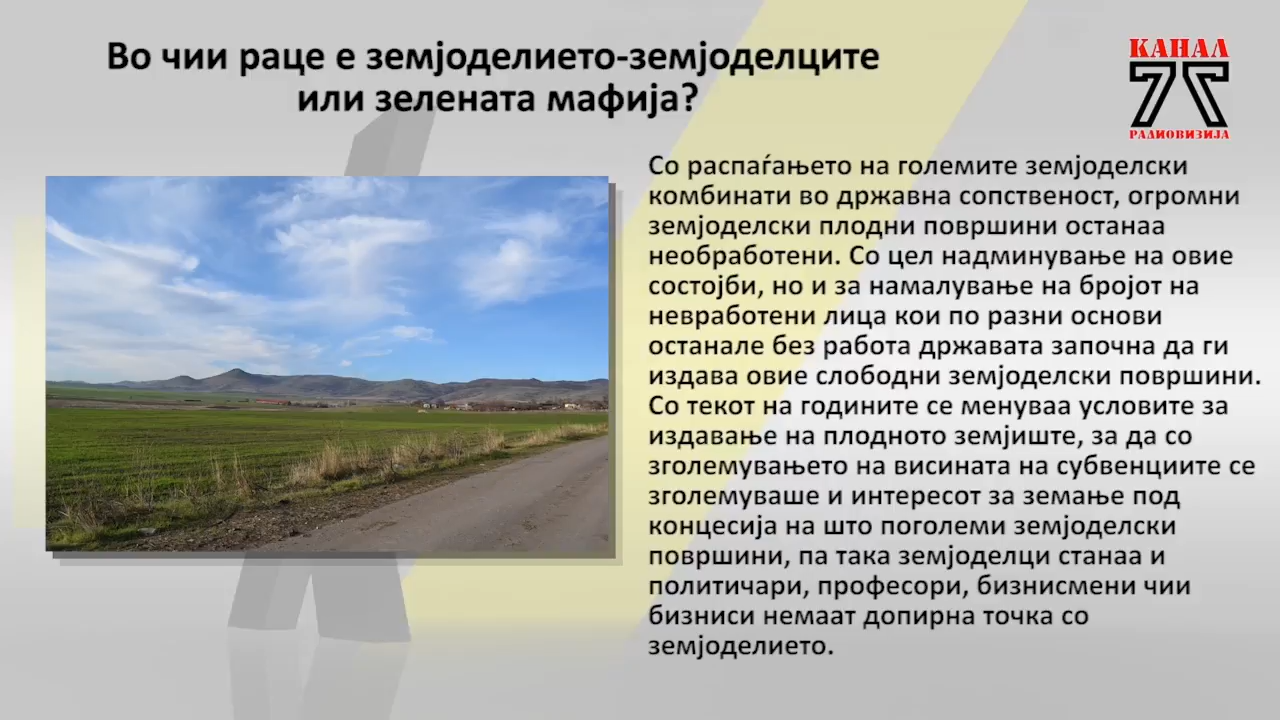 Во чии раце е земјоделието-земјоделците
или зелената мафија?
КАНАЛ
77
РАДИОВИЗИЈА
Со распаѓањето на големите земјоделски
комбинати во државна сопственост, огромни
земјоделски плодни површини останаа
необработени. Со цел надминување на овие
состојби, но и за намалување на бројот на
невработени лица кои по разни основи
останале без работа државата започна да ги
издава овие слободни земјоделски површини.
Со текот на годините се менуваа условите за
издавање на плодното земјиште, за да со
зголемувањето на висината на субвенциите се
зголемуваше и интересот за земање под
концесија на што поголеми земјоделски
површини, па така земјоделци станаа и
политичари, професори, бизнисмени чии
бизниси немаат допирна точка со
земјоделието.